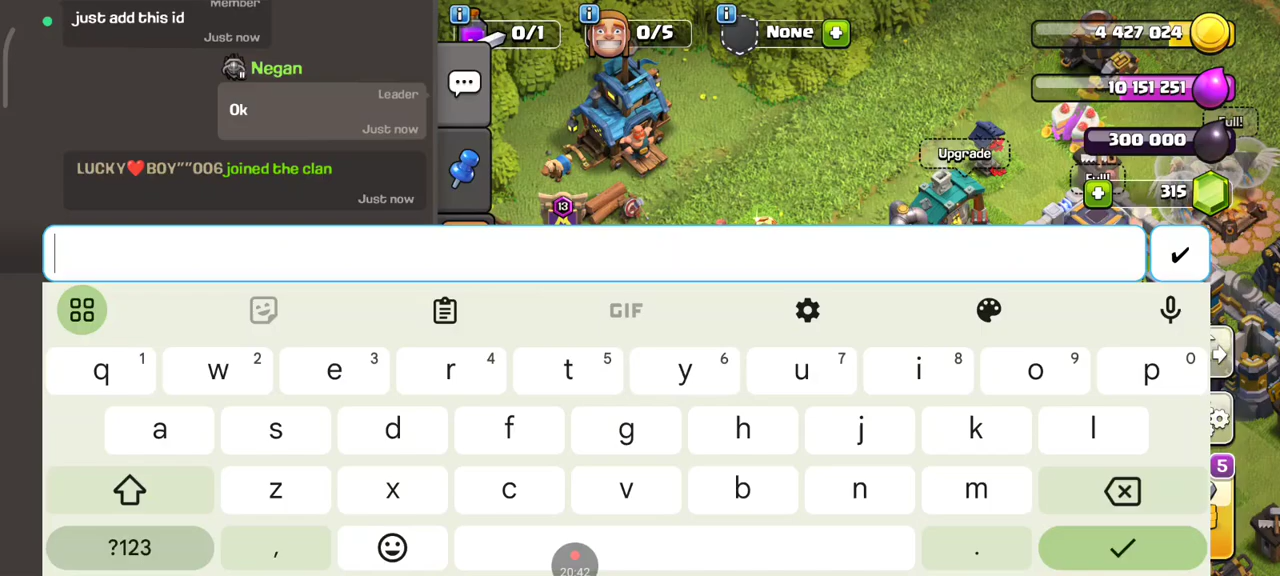 Member
just add this id
Just now
Negan
Leader
Ok
Just now
LUCKY❤️BOY""006 joined the clan
Just now
0/1
0/5
None
4 427 024
10 151 251
Full!
300 000
Upgrade
Full!
315
13
✔
GIF
q 1 w 2 e 3 r 4 t 5 y 6 u 7 i 8 o 9 p 0
a s d f g h j k l
z x c v b n m
5
?123 , .
20:42